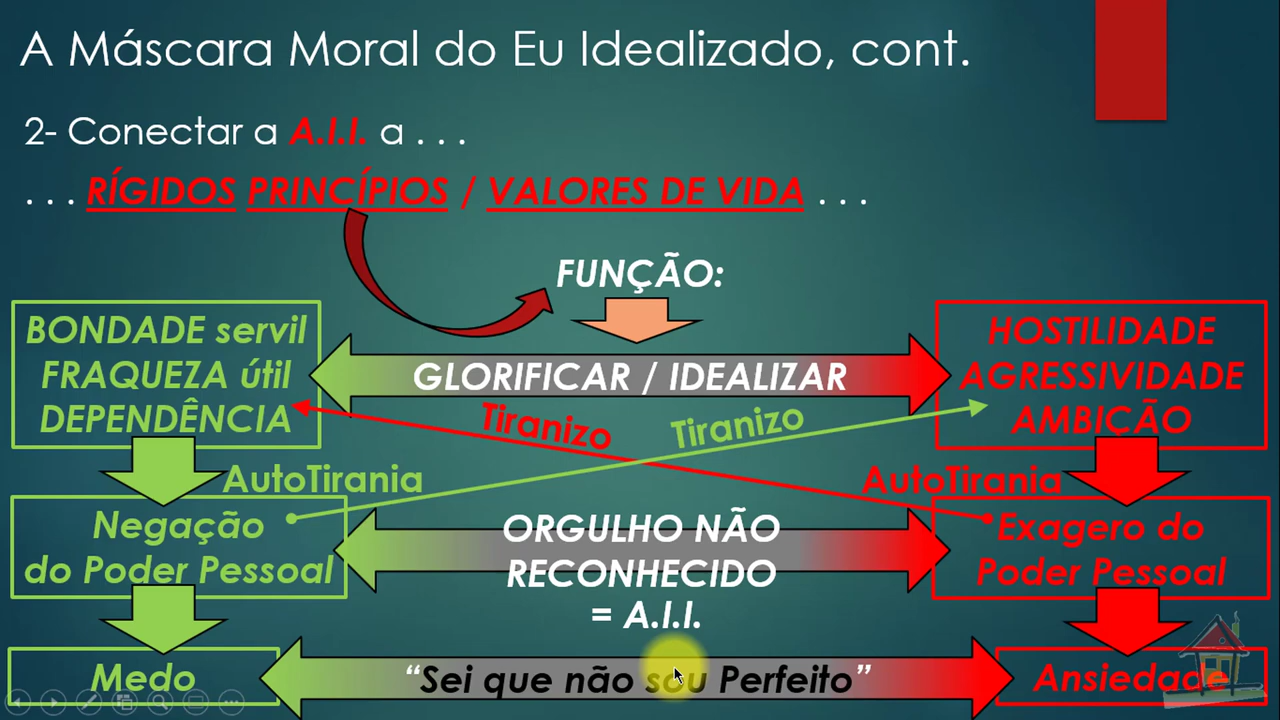 A Máscara Moral do Eu Idealizado, cont.
2- Conectar a A.I.I. a . . .
. . . RÍGIDOS PRINCÍPIOS / VALORES DE VIDA . . .
FUNÇÃO:
BONDADE servil
FRAQUEZA útil
DEPENDÊNCIA
GLORIFICAR / IDEALIZAR
HOSTILIDADE
AGRESSIVIDADE
AMBIÇÃO
Tiranizo
Tiranizo
AutoTirania
AutoTirania
Negação
do Poder Pessoal
ORGULHO NÃO
RECONHECIDO
= A.I.I.
Exagero do
Poder Pessoal
Medo
“Sei que não sou Perfeito”
Ansiedade